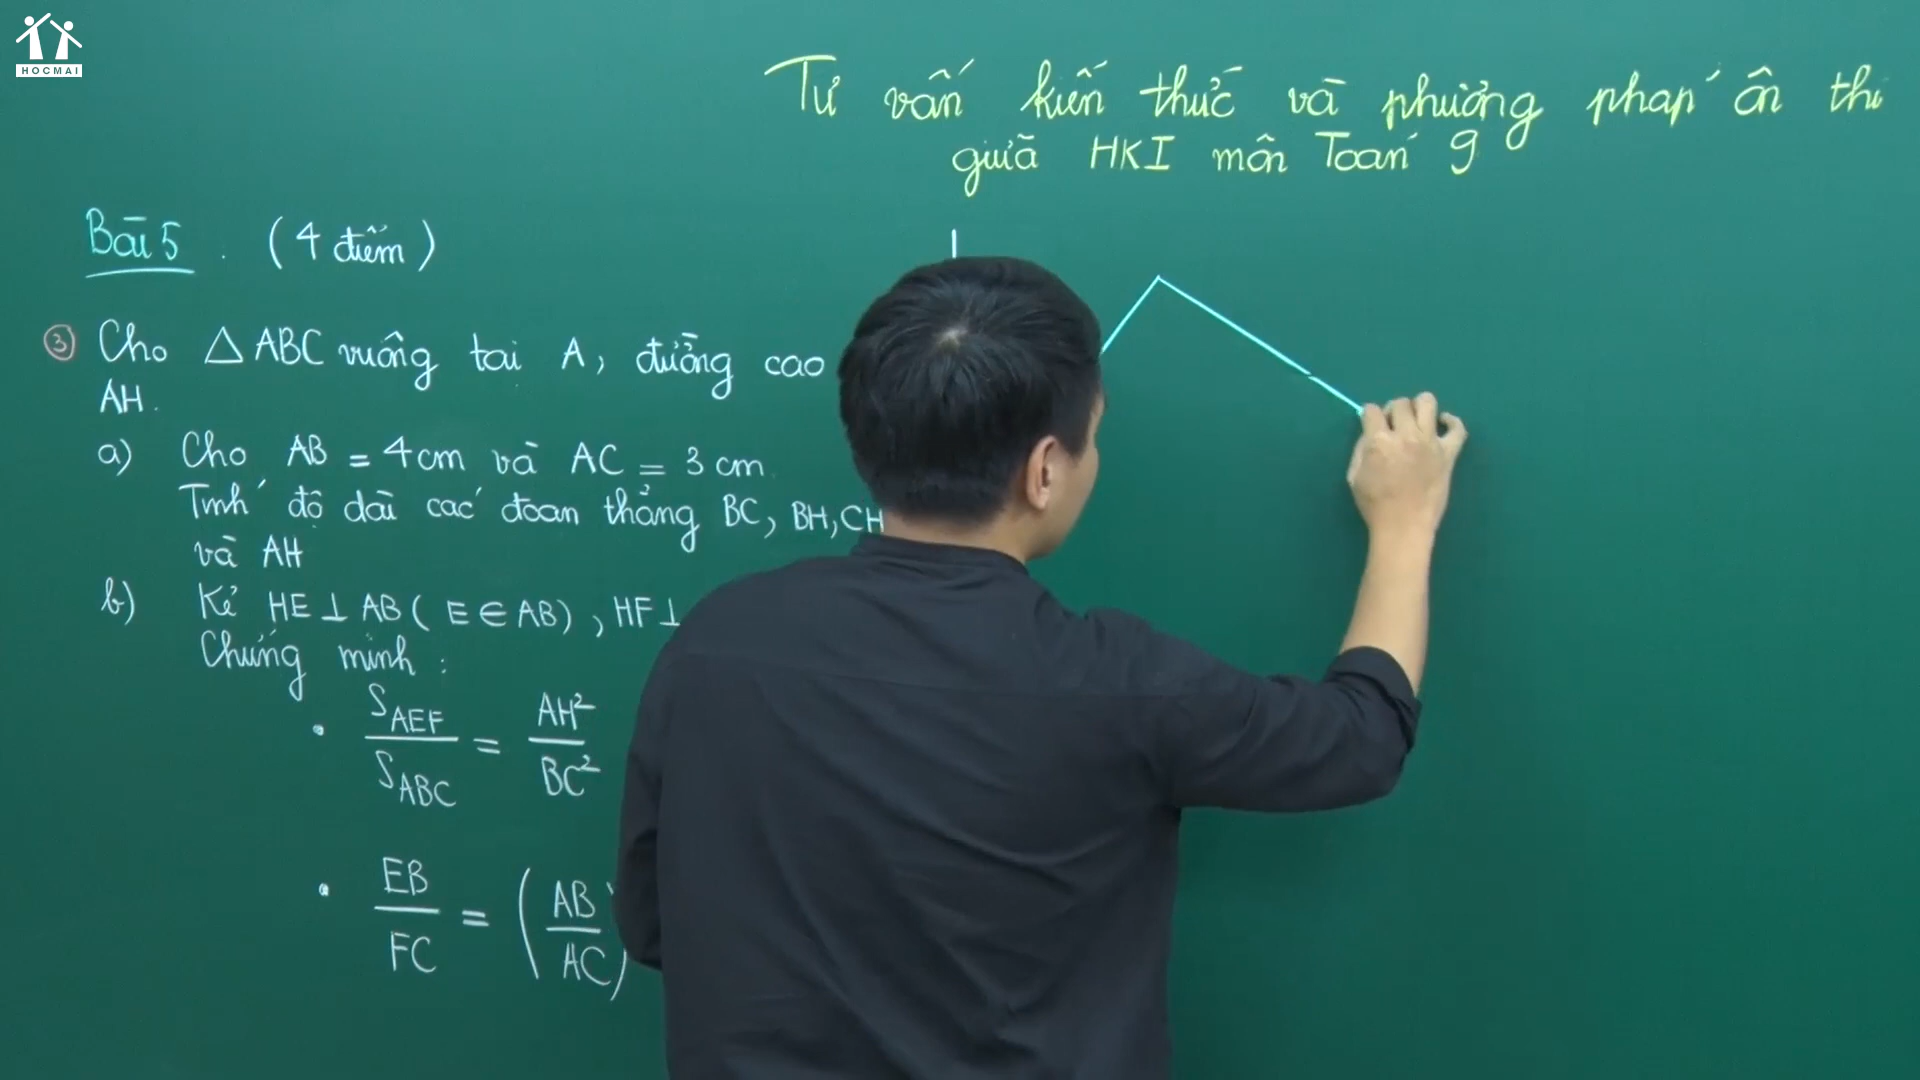 HOCMAI
Tư vấn kiến thức và phương pháp ôn thi
giữa HKI môn Toán 9
Bài 5 . (4 điểm)
③ Cho △ABC vuông tại A, đường cao
AH.
a) Cho AB = 4cm và AC = 3 cm.
Tính độ dài các đoạn thẳng BC, BH, CH
và AH
b) Kẻ HE ⊥ AB ( E ∈ AB) , HF ⊥
Chứng minh :
• S_AEF / S_ABC = AH² / BC²
• EB / FC = ( AB / AC )